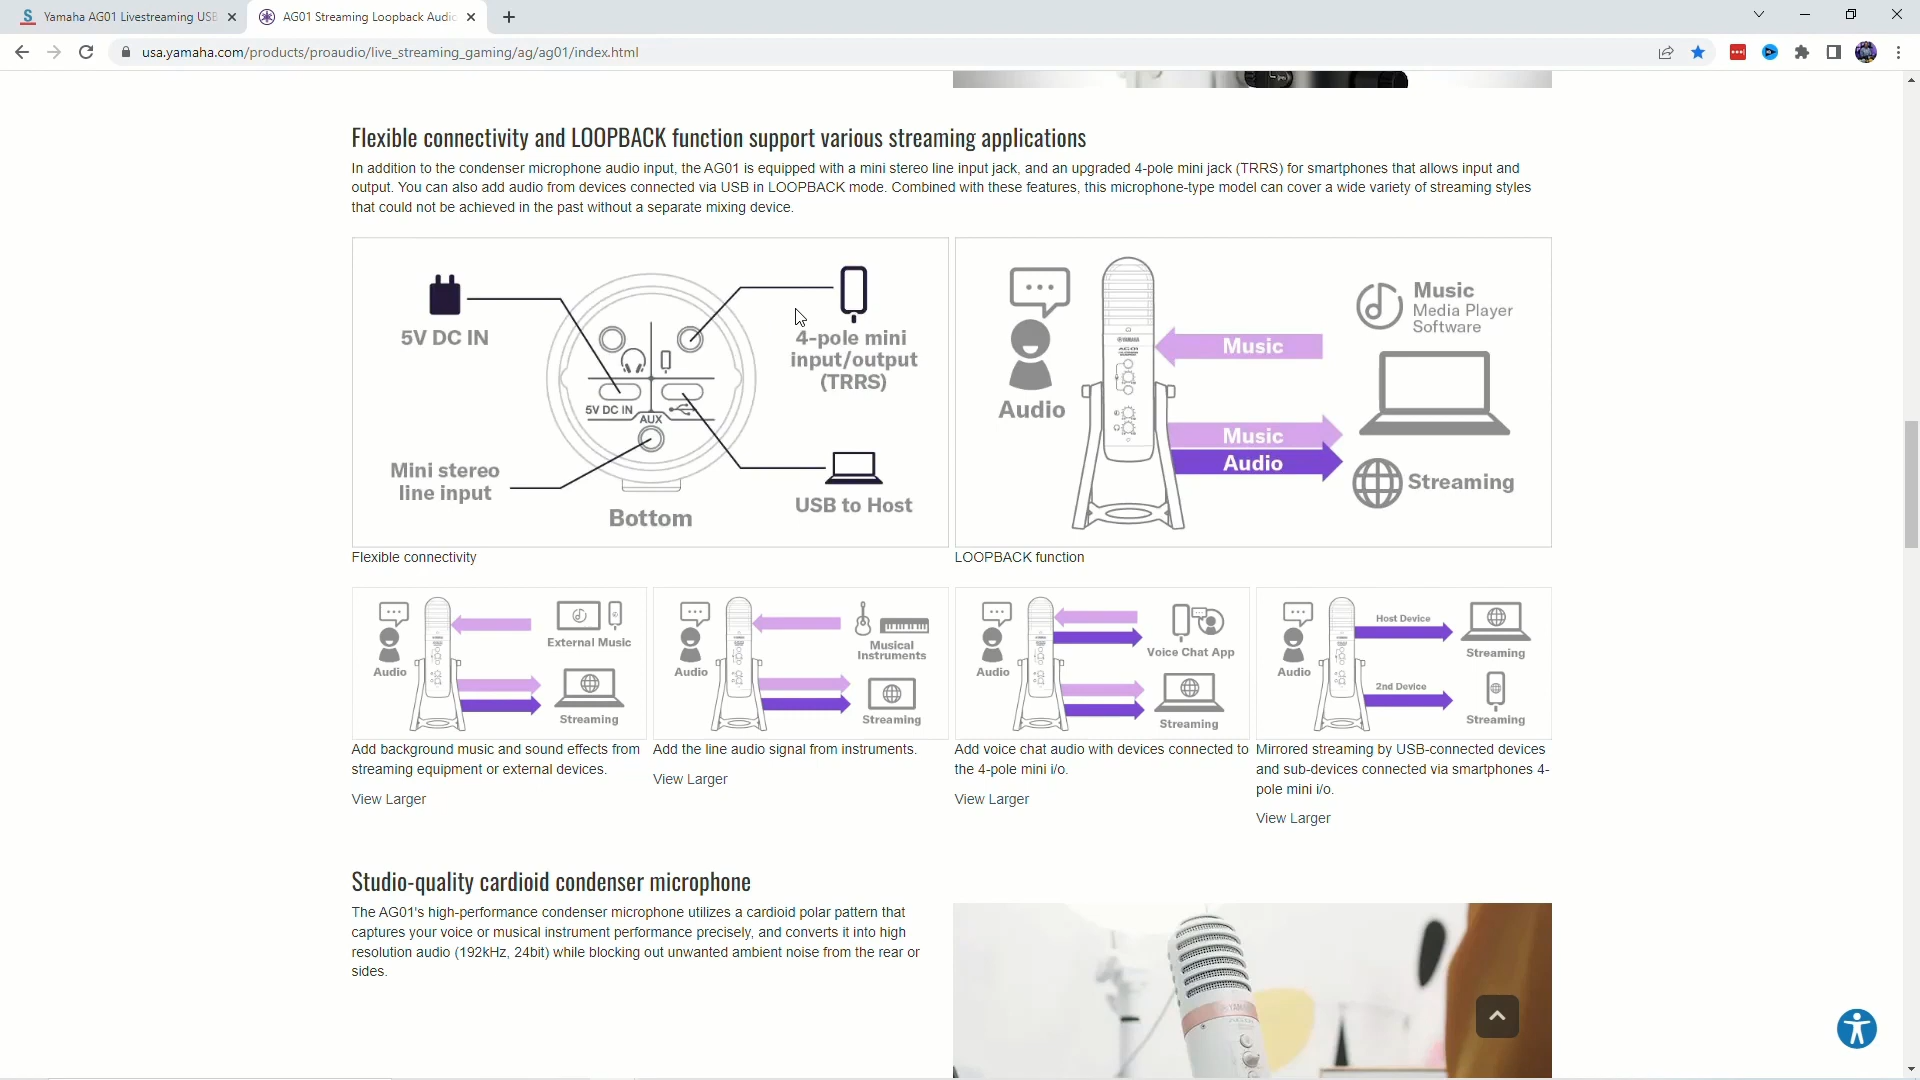 Yamaha AG01 Livestreaming USB
AG01 Streaming Loopback Audio
usa.yamaha.com/products/proaudio/live_streaming_gaming/ag/ag01/index.html
Flexible connectivity and LOOPBACK function support various streaming applications
In addition to the condenser microphone audio input, the AG01 is equipped with a mini stereo line input jack, and an upgraded 4-pole mini jack (TRRS) for smartphones that allows input and
output. You can also add audio from devices connected via USB in LOOPBACK mode. Combined with these features, this microphone-type model can cover a wide variety of streaming styles
that could not be achieved in the past without a separate mixing device.
5V DC IN
4-pole mini
input/output
(TRRS)
5V DC IN
AUX
Mini stereo
line input
USB to Host
Bottom
Audio
YAMAHA
AG01
Music
Music
Audio
Music
Media Player
Software
Streaming
Flexible connectivity
LOOPBACK function
Audio
External Music
Streaming
Audio
Musical
Instruments
Streaming
Audio
Voice Chat App
Streaming
Audio
Host Device
Streaming
2nd Device
Streaming
Add background music and sound effects from
streaming equipment or external devices.
View Larger
Add the line audio signal from instruments.
View Larger
Add voice chat audio with devices connected to
the 4-pole mini i/o.
View Larger
Mirrored streaming by USB-connected devices
and sub-devices connected via smartphones 4-
pole mini i/o.
View Larger
Studio-quality cardioid condenser microphone
The AG01's high-performance condenser microphone utilizes a cardioid polar pattern that
captures your voice or musical instrument performance precisely, and converts it into high
resolution audio (192kHz, 24bit) while blocking out unwanted ambient noise from the rear or
sides.